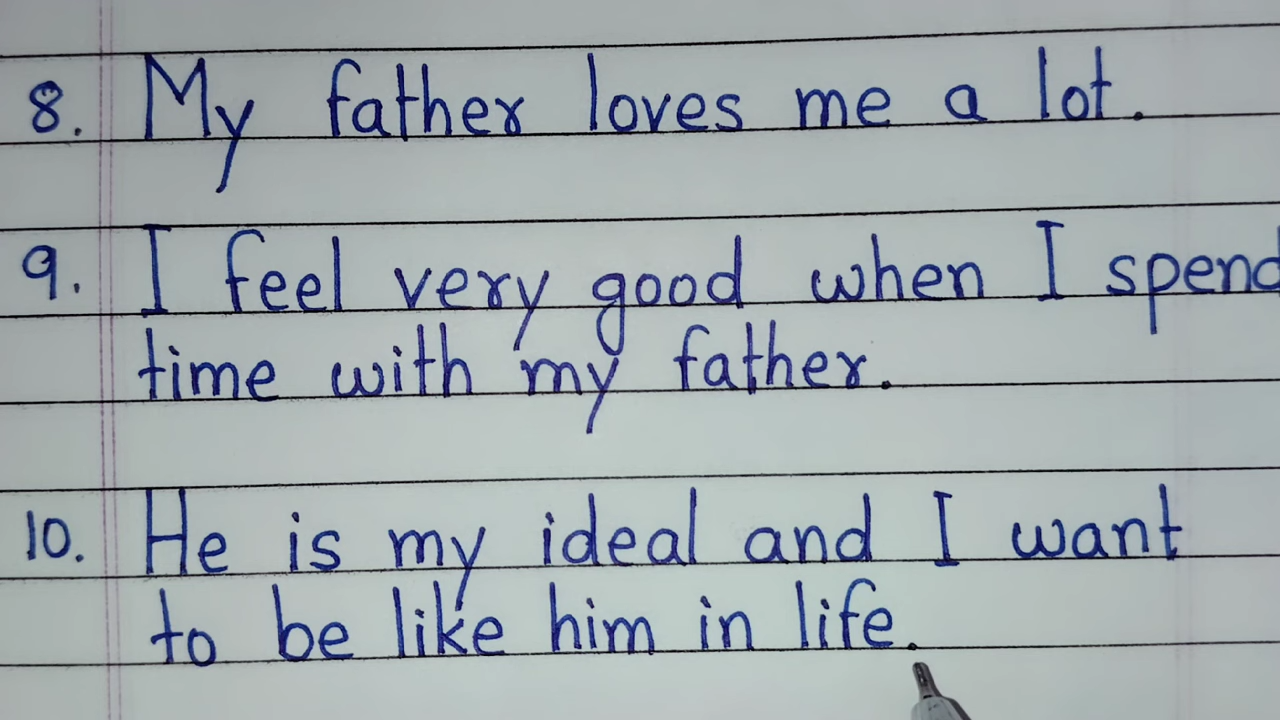 8. My father loves me a lot.
9. I feel very good when I spend
time with my father.
10. He is my ideal and I want
to be like him in life.